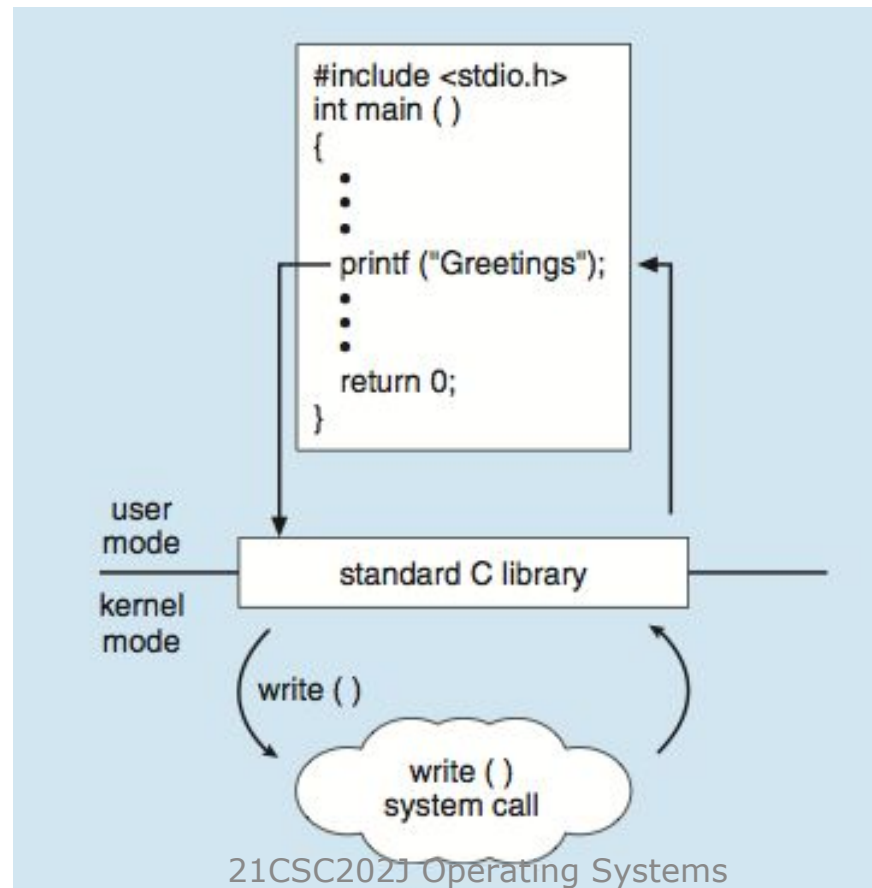 #include <stdio.h>
int main ( )
{
•
•
•
printf ("Greetings");
•
•
•
return 0;
}
user
mode
standard C library
kernel
mode
write ( )
write ( )
system call
21CSC202J Operating Systems